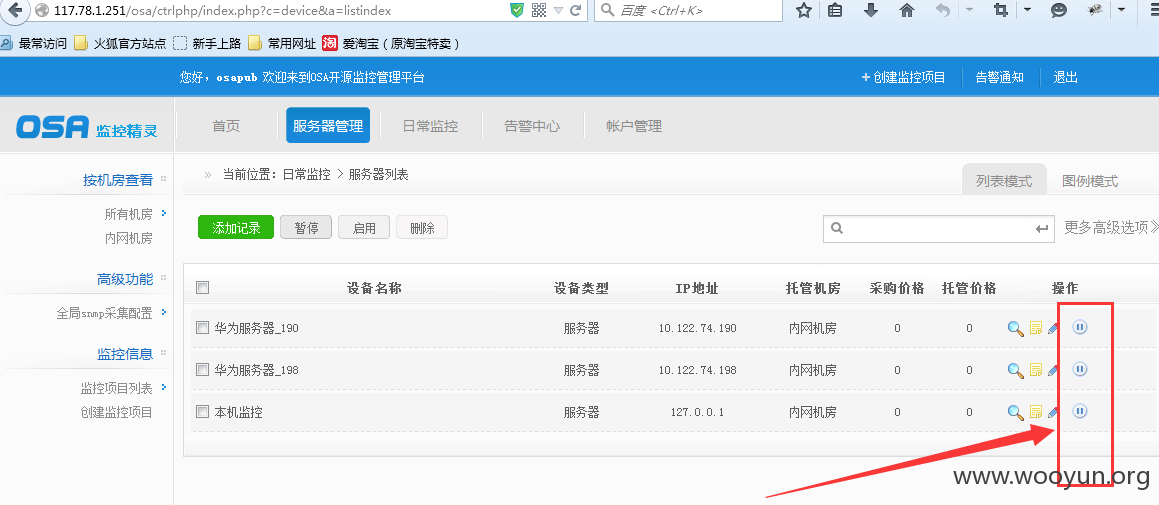 117.78.1.251/osa/ctrlphp/index.php?c=device&a=listindex
百度 <Ctrl+K>
最常访问 火狐官方站点 新手上路 常用网址 淘 爱淘宝（原淘宝特卖）
您好，osapub 欢迎来到OSA开源监控管理平台
+创建监控项目 告警通知 退出
OSA 监控精灵
首页 服务器管理 日常监控 告警中心 帐户管理
按机房查看
所有机房
内网机房
高级功能
全局snmp采集配置
监控信息
监控项目列表
创建监控项目
» 当前位置：日常监控 > 服务器列表
列表模式 图例模式
添加记录 暂停 启用 删除
更多高级选项
设备名称 设备类型 IP地址 托管机房 采购价格 托管价格 操作
华为服务器_190 服务器 10.122.74.190 内网机房 0 0
华为服务器_198 服务器 10.122.74.198 内网机房 0 0
本机监控 服务器 127.0.0.1 内网机房 0 0
www.wooyun.org